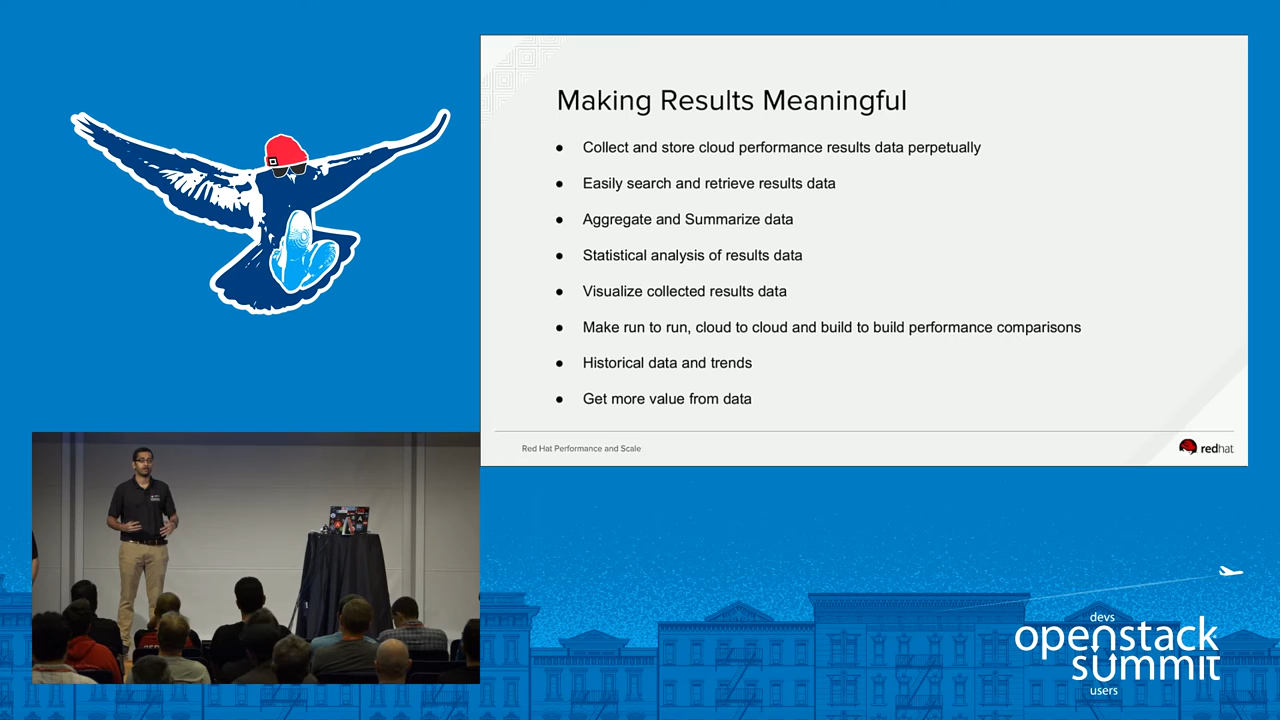 Making Results Meaningful
● Collect and store cloud performance results data perpetually
● Easily search and retrieve results data
● Aggregate and Summarize data
● Statistical analysis of results data
● Visualize collected results data
● Make run to run, cloud to cloud and build to build performance comparisons
● Historical data and trends
● Get more value from data
Red Hat Performance and Scale
redhat
devs
openstack
summit
users